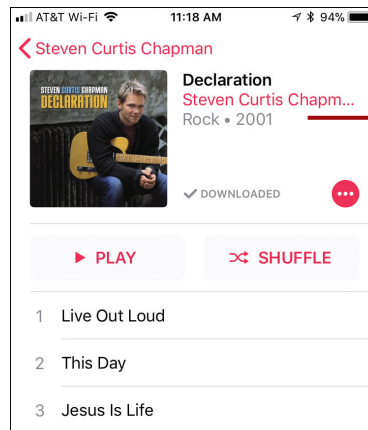 AT&T Wi-Fi 11:18 AM 94%
Steven Curtis Chapman
STEVEN CURTIS CHAPMAN
DECLARATION
Declaration
Steven Curtis Chapm...
Rock • 2001
DOWNLOADED
PLAY
SHUFFLE
1 Live Out Loud
2 This Day
3 Jesus Is Life